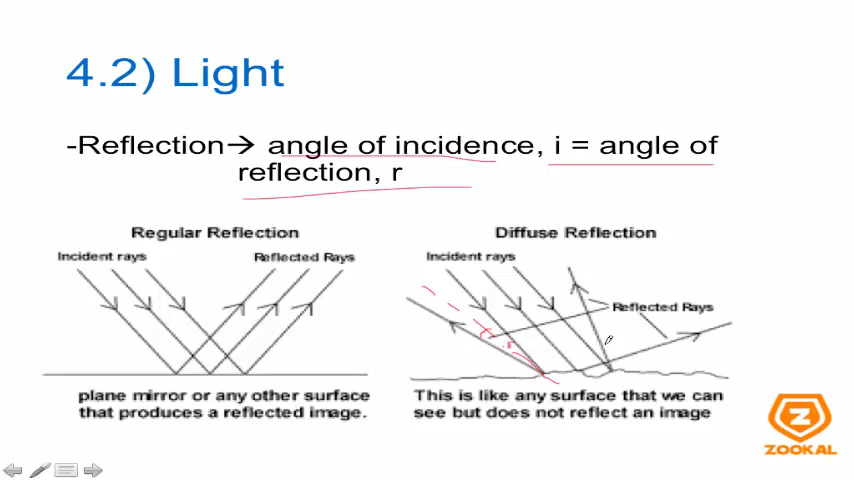 4.2) Light
-Reflection→ angle of incidence, i = angle of
reflection, r
Regular Reflection
Incident rays
Reflected Rays
plane mirror or any other surface
that produces a reflected image.
Diffuse Reflection
Incident rays
Reflected Rays
This is like any surface that we can
see but does not reflect an image
Z
ZOOKAL